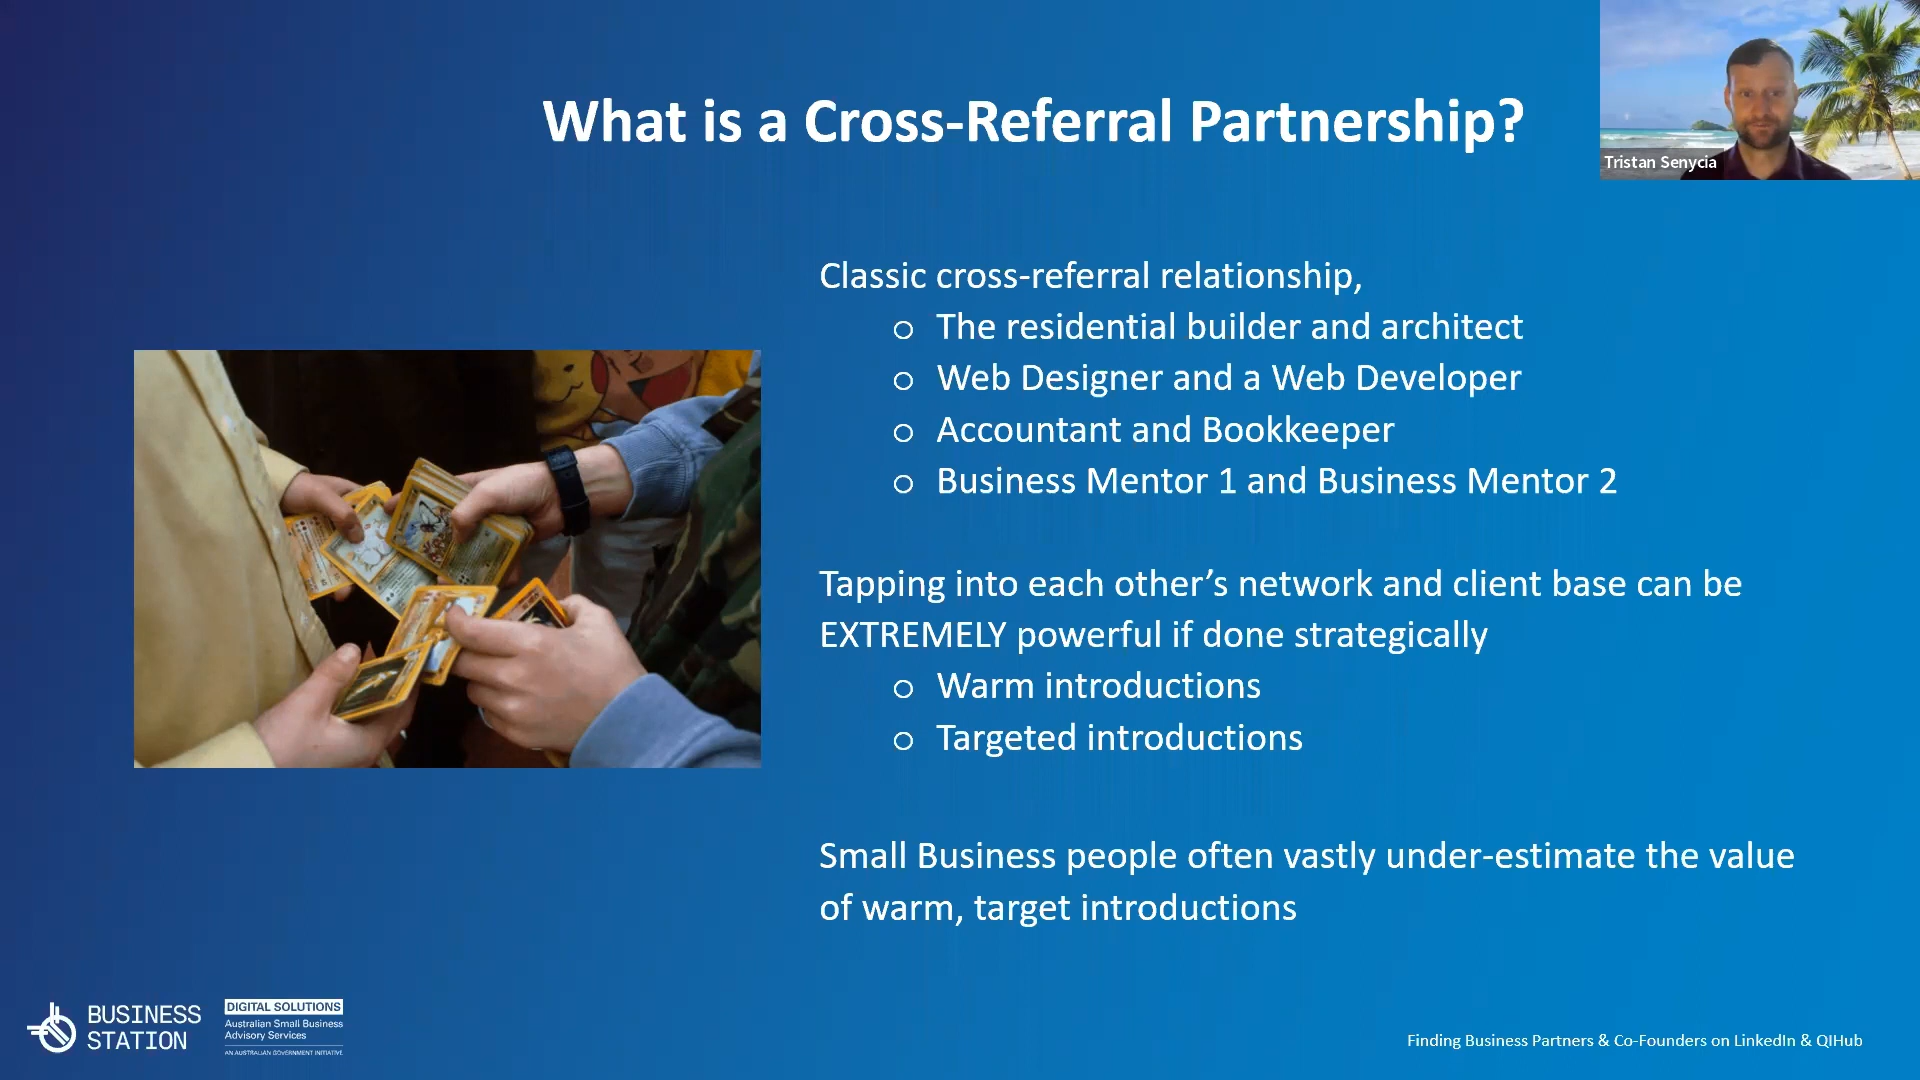 What is a Cross-Referral Partnership?
Tristan Senycia
Classic cross-referral relationship,
o The residential builder and architect
o Web Designer and a Web Developer
o Accountant and Bookkeeper
o Business Mentor 1 and Business Mentor 2
Tapping into each other’s network and client base can be
EXTREMELY powerful if done strategically
o Warm introductions
o Targeted introductions
Small Business people often vastly under-estimate the value
of warm, target introductions
BUSINESS
STATION
DIGITAL SOLUTIONS
Australian Small Business
Advisory Services
AN AUSTRALIAN GOVERNMENT INITIATIVE
Finding Business Partners & Co-Founders on LinkedIn & QIHub